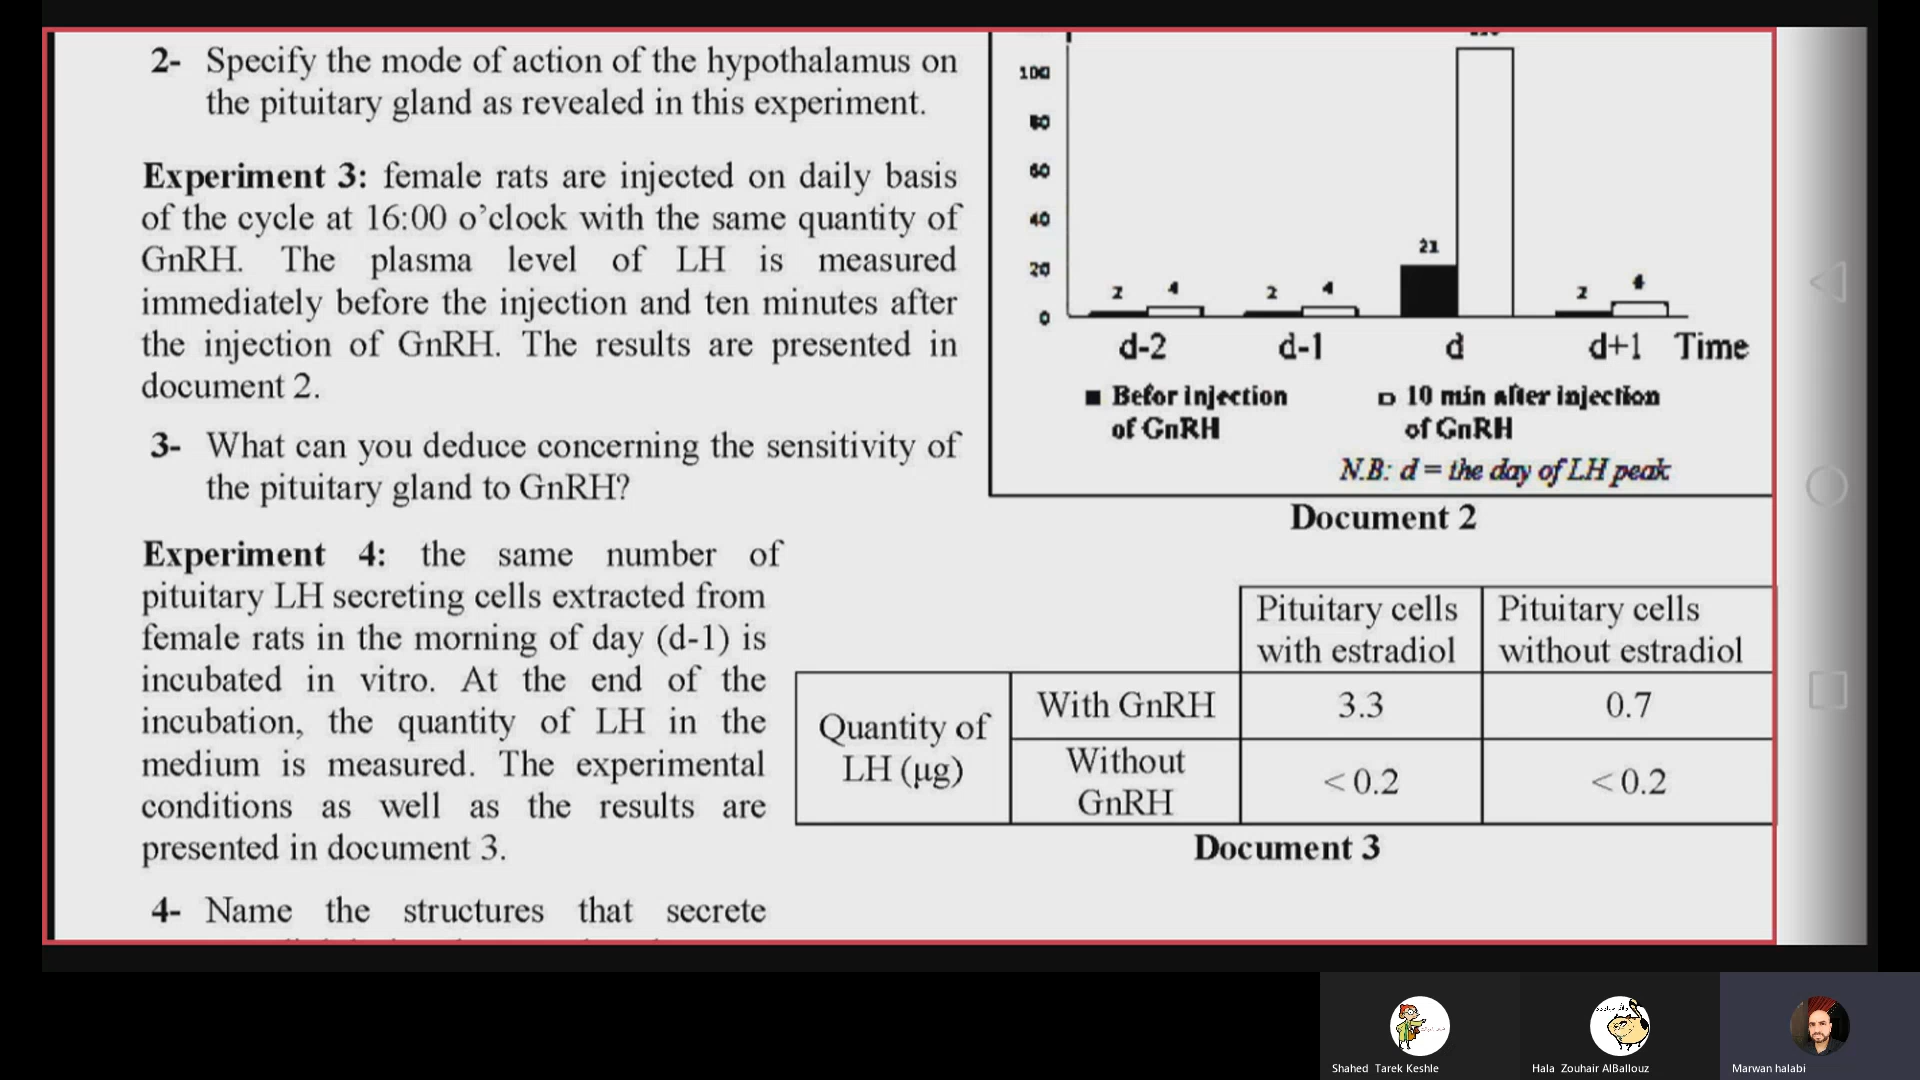 2- Specify the mode of action of the hypothalamus on
the pituitary gland as revealed in this experiment.
Experiment 3: female rats are injected on daily basis
of the cycle at 16:00 o’clock with the same quantity of
GnRH. The plasma level of LH is measured
immediately before the injection and ten minutes after
the injection of GnRH. The results are presented in
document 2.
3- What can you deduce concerning the sensitivity of
the pituitary gland to GnRH?
Experiment 4: the same number of
pituitary LH secreting cells extracted from
female rats in the morning of day (d-1) is
incubated in vitro. At the end of the
incubation, the quantity of LH in the
medium is measured. The experimental
conditions as well as the results are
presented in document 3.
4- Name the structures that secrete
100
80
60
40
20
0
2 4 2 4 21 2 4
d-2 d-1 d d+1 Time
Befor injection
of GnRH
10 min after injection
of GnRH
N.B: d = the day of LH peak
Document 2
Pituitary cells
with estradiol
Pituitary cells
without estradiol
Quantity of
LH (µg)
With GnRH 3.3 0.7
Without
GnRH
< 0.2 < 0.2
Document 3
Shahed Tarek Keshle
Hala Zouhair AlBallouz
Marwan halabi